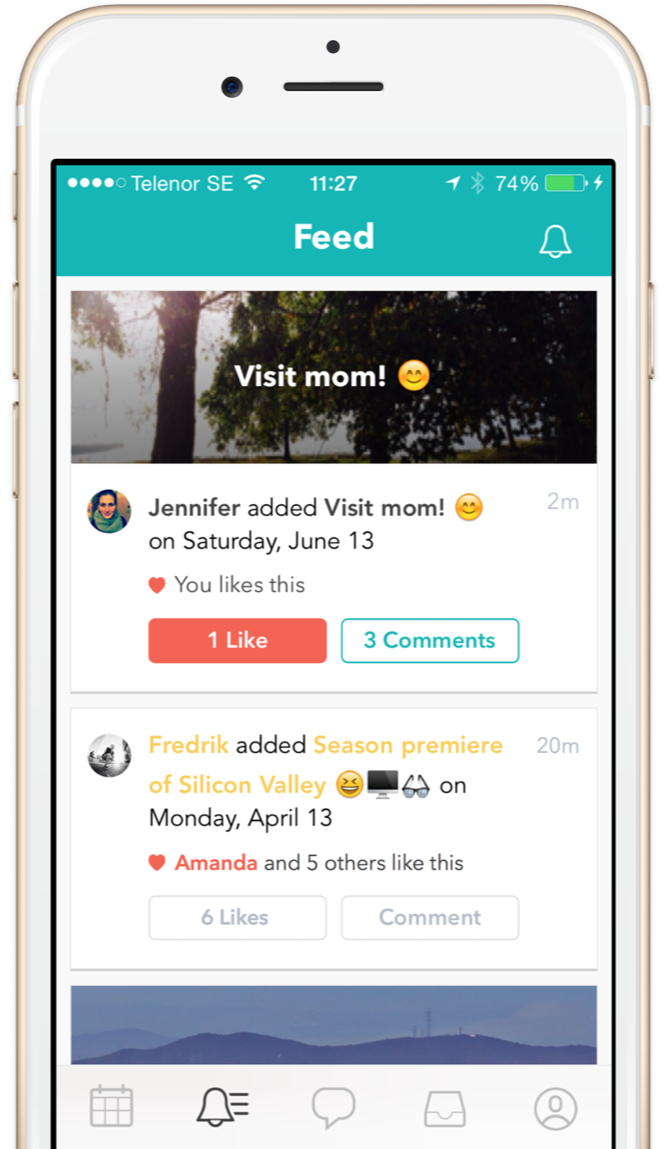 Telenor SE 11:27 74%
Feed
Visit mom! 😊
Jennifer added Visit mom! 😊 2m
on Saturday, June 13
You likes this
1 Like 3 Comments
Fredrik added Season premiere 20m
of Silicon Valley 😆🖥👓 on
Monday, April 13
Amanda and 5 others like this
6 Likes Comment